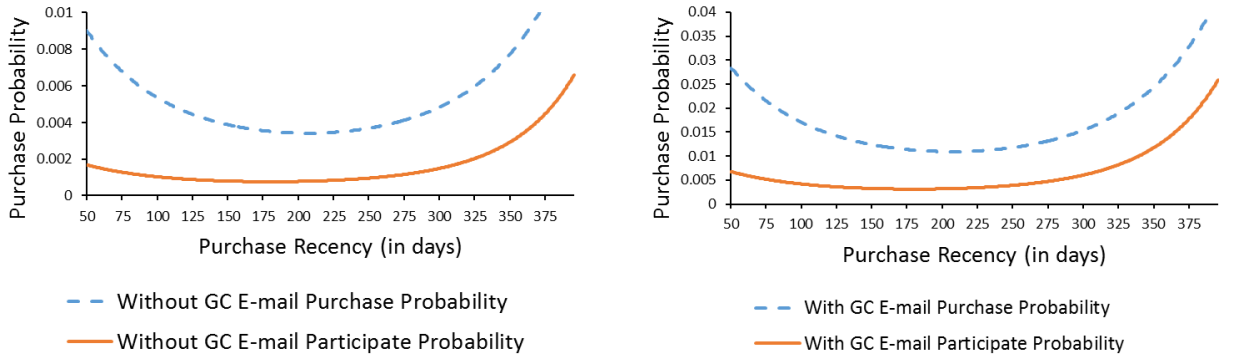 Purchase Probability
0.01
0.008
0.006
0.004
0.002
0
50 75 100 125 150 175 200 225 250 275 300 325 350 375
Purchase Recency (in days)
Without GC E-mail Purchase Probability
Without GC E-mail Participate Probability
Purchase Probability
0.04
0.035
0.03
0.025
0.02
0.015
0.01
0.005
0
50 75 100 125 150 175 200 225 250 275 300 325 350 375
Purchase Recency (in days)
With GC E-mail Purchase Probability
With GC E-mail Participate Probability